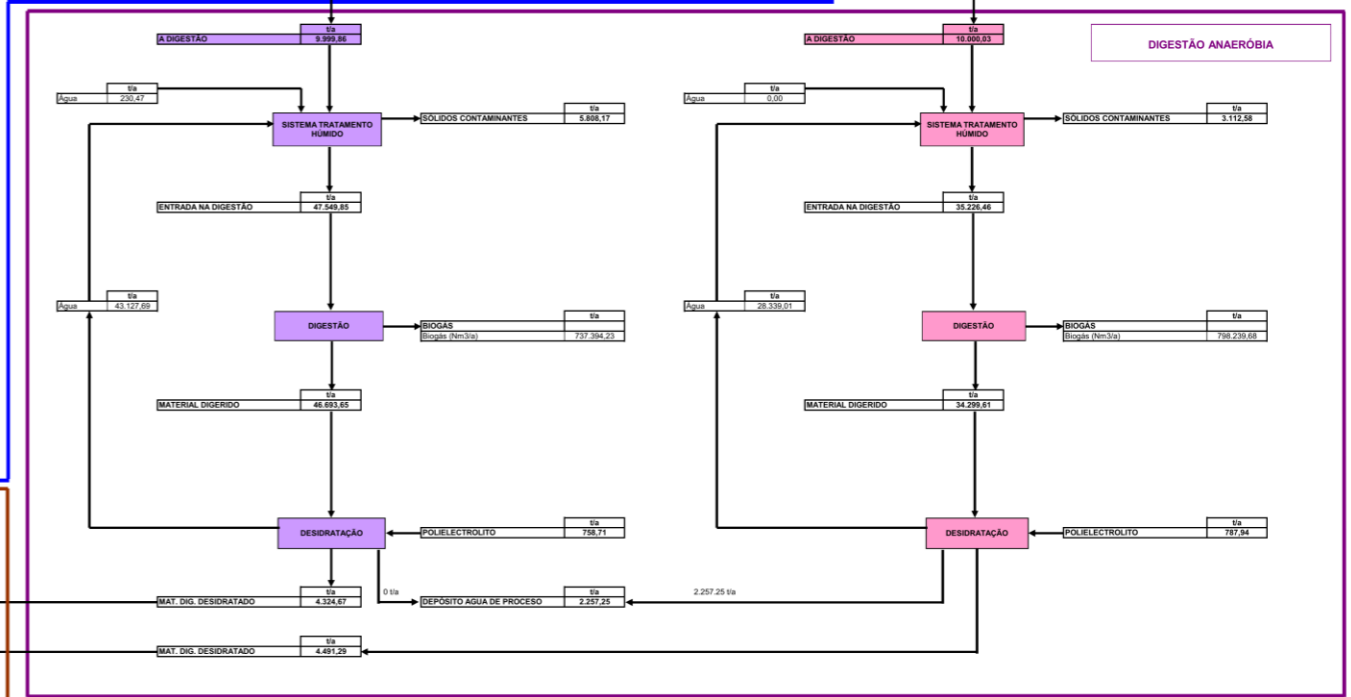 t/a
A DIGESTÃO 9.999,86
t/a
A DIGESTÃO 10.000,03
DIGESTÃO ANAERÓBIA
t/a
Água 230,47
t/a
Água 0,00
SISTEMA TRATAMENTO
HÚMIDO
t/a
SÓLIDOS CONTAMINANTES 5.808,17
SISTEMA TRATAMENTO
HÚMIDO
t/a
SÓLIDOS CONTAMINANTES 3.112,58
t/a
ENTRADA NA DIGESTÃO 47.549,85
t/a
ENTRADA NA DIGESTÃO 35.226,46
t/a
Água 43.127,69
t/a
Água 28.339,01
DIGESTÃO
t/a
BIOGÁS
Biogás (Nm3/a) 737.394,23
DIGESTÃO
t/a
BIOGÁS
Biogás (Nm3/a) 798.239,68
t/a
MATERIAL DIGERIDO 46.693,65
t/a
MATERIAL DIGERIDO 34.299,61
DESIDRATAÇÃO
t/a
POLIELECTROLITO 758,71
DESIDRATAÇÃO
t/a
POLIELECTROLITO 787,94
t/a
MAT. DIG. DESIDRATADO 4.324,67
0 t/a
t/a
DEPÓSITO AGUA DE PROCESO 2.257,25
2.257.25 t/a
t/a
MAT. DIG. DESIDRATADO 4.491,29